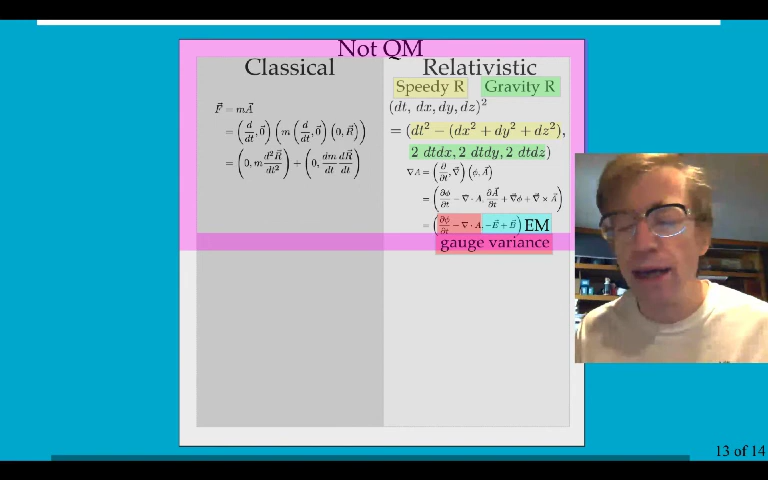 Not QM
Classical
Relativistic
Speedy R
Gravity R
F⃗ = mA⃗
= (d/dt, 0⃗) (m (d/dt, 0⃗) (0, R⃗))
= (0, m d²R⃗/dt²) + (0, dm/dt dR⃗/dt)
(dt, dx, dy, dz)²
= (dt² − (dx² + dy² + dz²),
2 dtdx, 2 dtdy, 2 dtdz)
∇A = (∂/∂t, ∇⃗) (ϕ, A⃗)
= (∂ϕ/∂t − ∇⃗ · A⃗, ∂A⃗/∂t + ∇⃗ϕ + ∇⃗ × A⃗)
= (∂ϕ/∂t − ∇⃗ · A⃗, −E⃗ + B⃗) EM
gauge variance
13 of 14